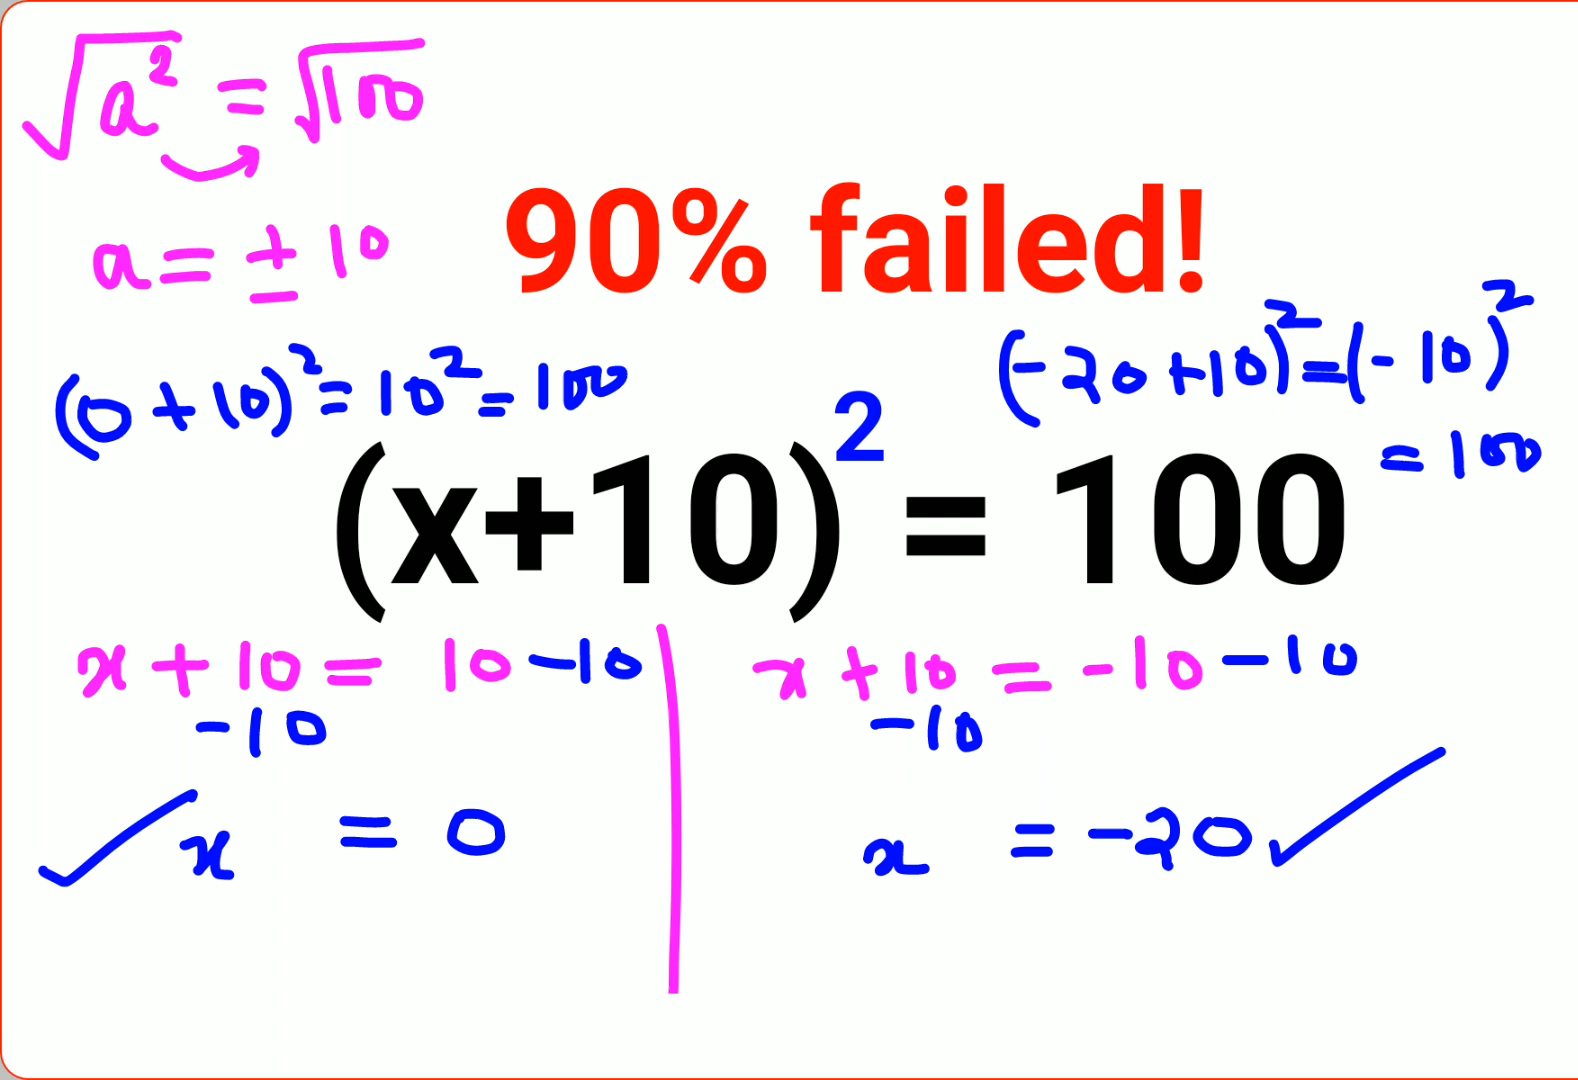 √a² = √100
a = ± 10
90% failed!
(0 + 10)² = 10² = 100
(-20 + 10)² = (-10)²
= 100
(x+10)² = 100
x + 10 = 10 - 10
- 10
x = 0
x + 10 = -10 - 10
- 10
x = -20